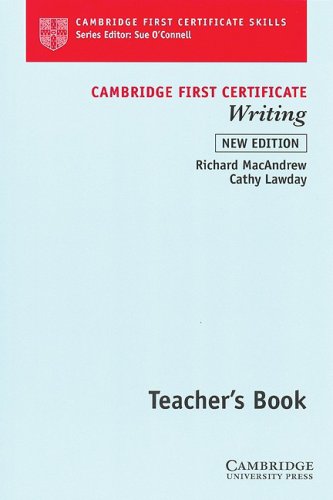 CAMBRIDGE FIRST CERTIFICATE SKILLS
Series Editor: Sue O'Connell
CAMBRIDGE FIRST CERTIFICATE
Writing
NEW EDITION
Richard MacAndrew
Cathy Lawday
Teacher's Book
CAMBRIDGE
UNIVERSITY PRESS